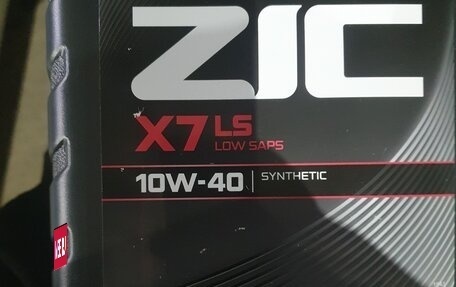 ZIC
X7 LS
LOW SAPS
10W-40 SYNTHETIC